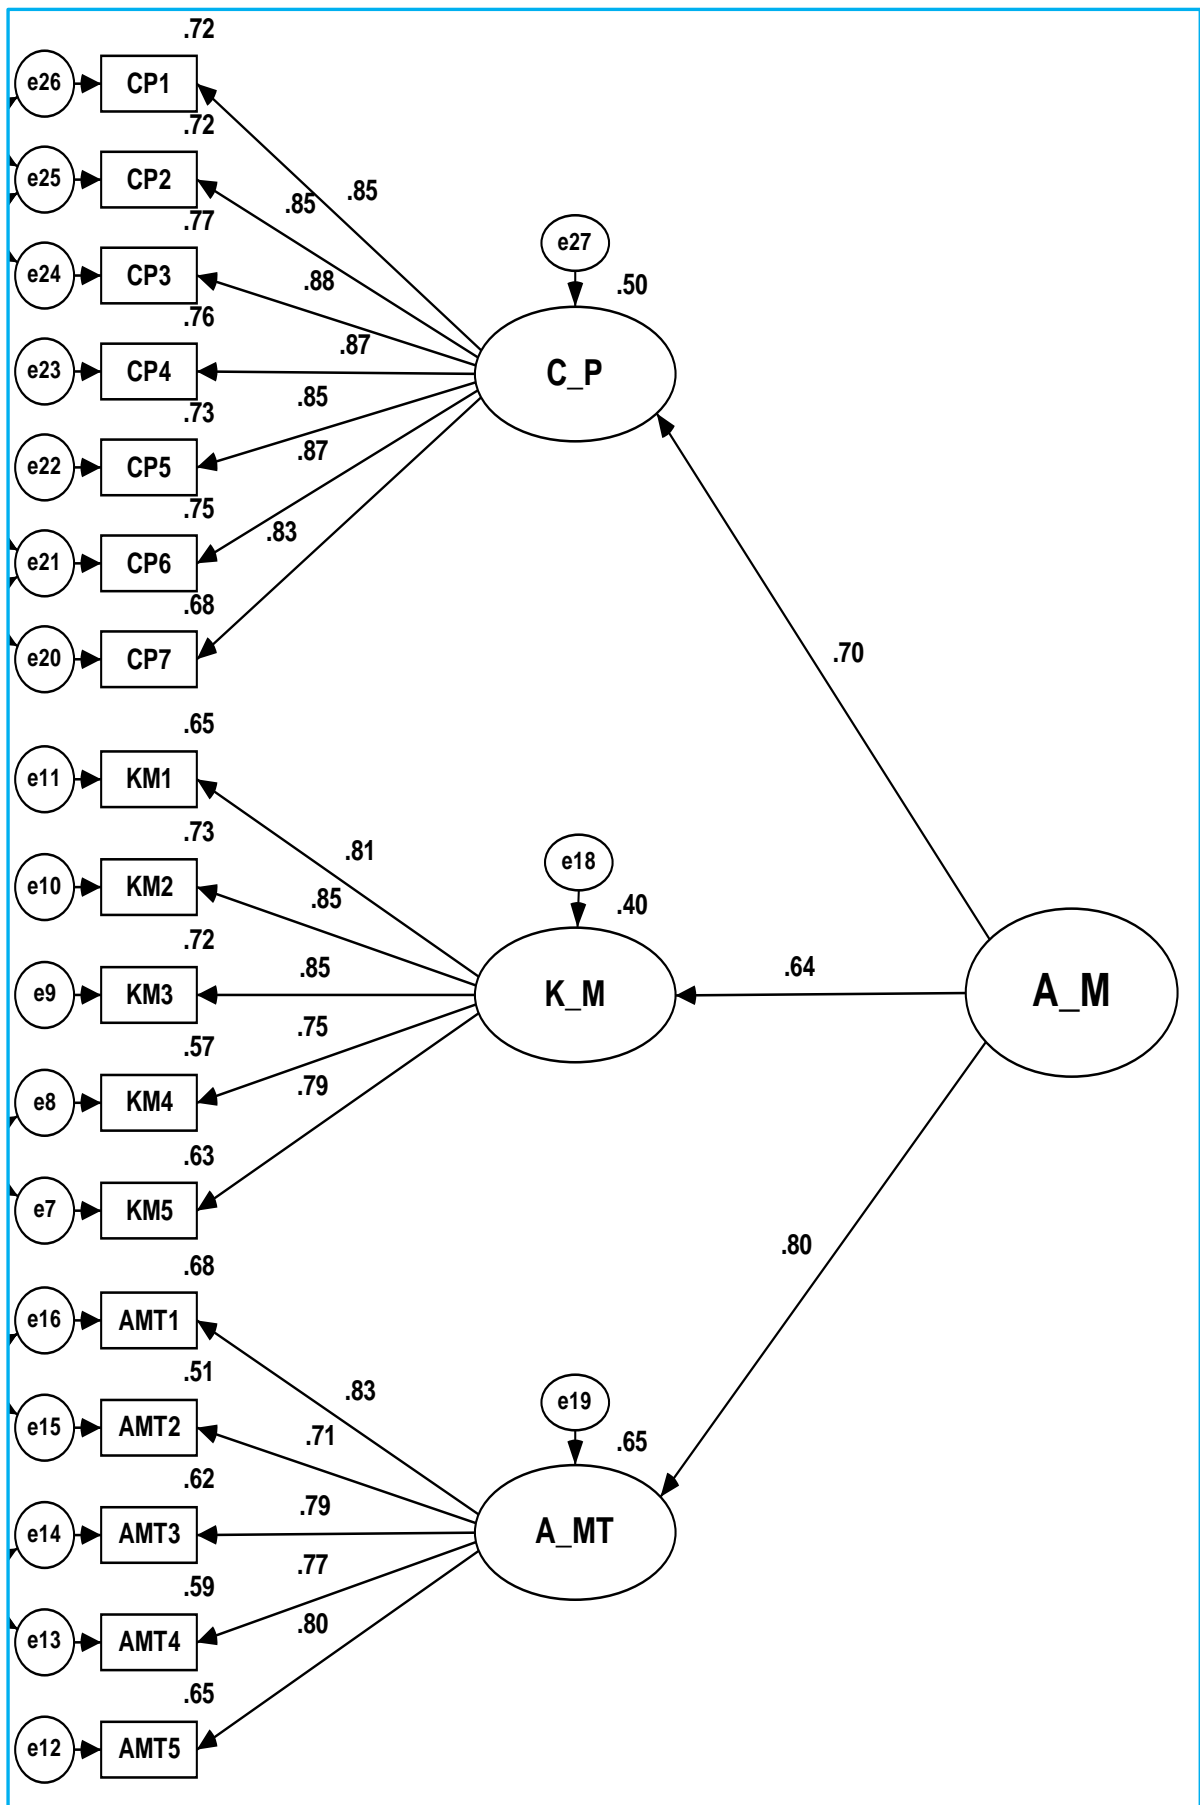 .72
e26 CP1
.72
e25 CP2 .85 .85
.77
e27
e24 CP3 .88 .50
.76
.87
e23 CP4 C_P
.85
.73
.87
e22 CP5
.75
.83
e21 CP6
.68
e20 CP7 .70
.65
e11 KM1
.73 .81
e18
e10 KM2 .85 .40
.72
.85 .64
e9 KM3 K_M A_M
.75
.57
.79
e8 KM4
.63
e7 KM5
.80
.68
e16 AMT1
.51
.83 e19
e15 AMT2 .71 .65
.62
.79
e14 AMT3 A_MT
.77
.59
.80
e13 AMT4
.65
e12 AMT5